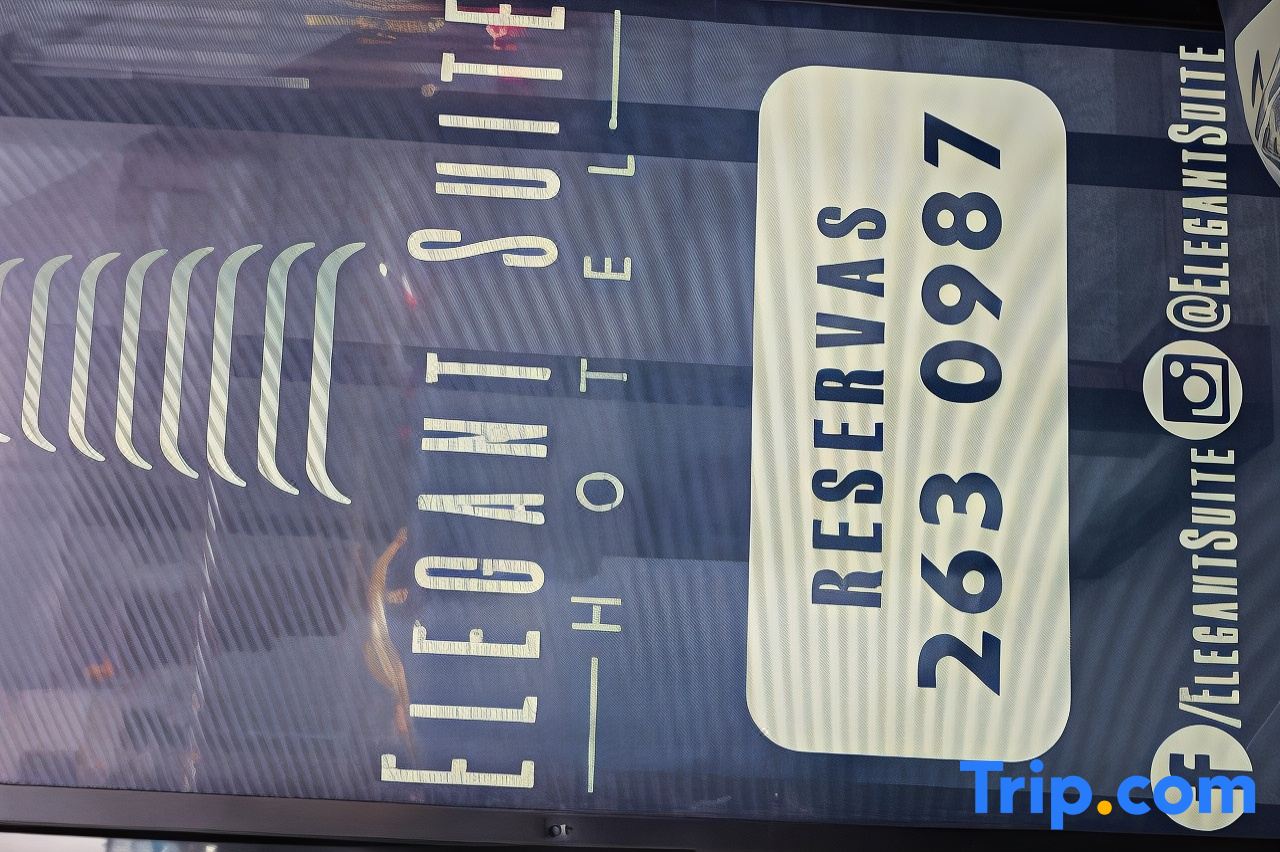 ELEGANT SUITE
HOTEL
RESERVAS
263 0987
/ELEGANTSUITE @ELEGANTSUITE
Trip.com